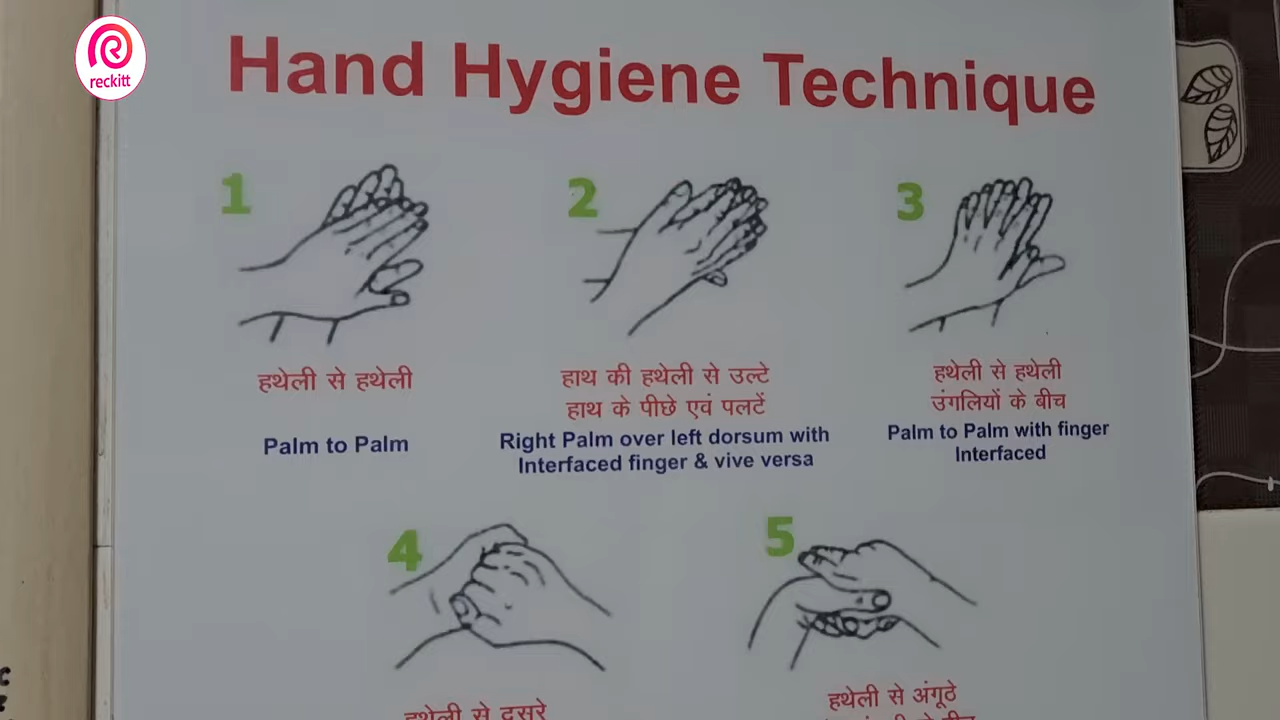 reckitt
Hand Hygiene Technique
1
2
3
हथेली से हथेली
हाथ की हथेली से उल्टे
हाथ के पीछे एवं पलटें
हथेली से हथेली
उंगलियों के बीच
Palm to Palm
Right Palm over left dorsum with
Interfaced finger & vive versa
Palm to Palm with finger
Interfaced
4
5
हथेली से दूसरे
हथेली से अंगूठे